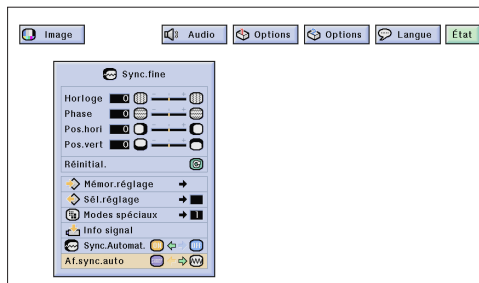 Image
Audio
Options
Options
Langue
État
Sync.fine
Horloge 0
Phase 0
Pos.hori 0
Pos.vert 0
Réinitial.
Mémor.réglage
Sél.réglage
Modes spéciaux 1
Info signal
Sync.Automat.
Af.sync.auto